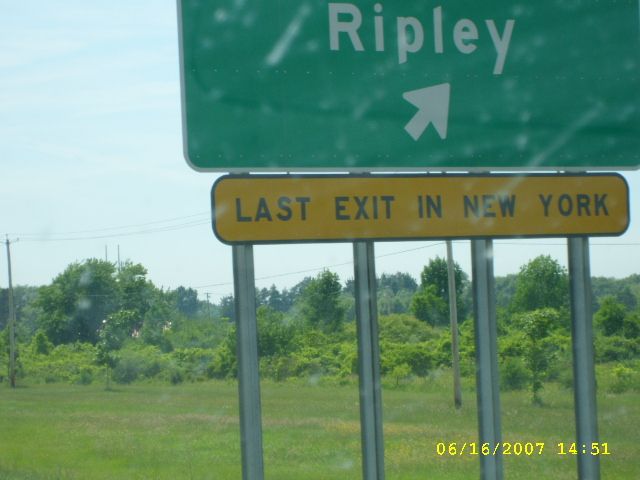 Ripley
LAST EXIT IN NEW YORK
06/16/2007 14:51